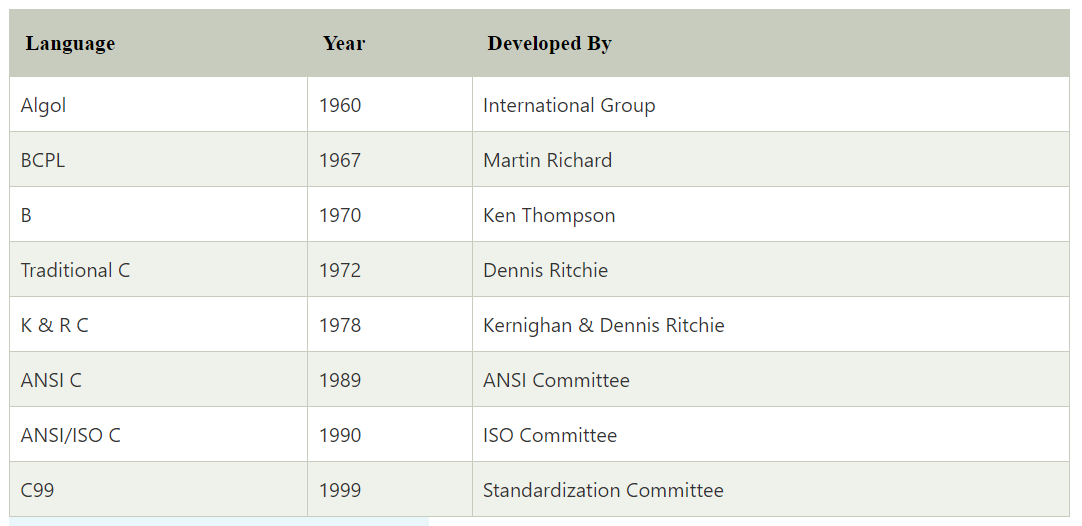 Language Year Developed By
Algol 1960 International Group
BCPL 1967 Martin Richard
B 1970 Ken Thompson
Traditional C 1972 Dennis Ritchie
K & R C 1978 Kernighan & Dennis Ritchie
ANSI C 1989 ANSI Committee
ANSI/ISO C 1990 ISO Committee
C99 1999 Standardization Committee